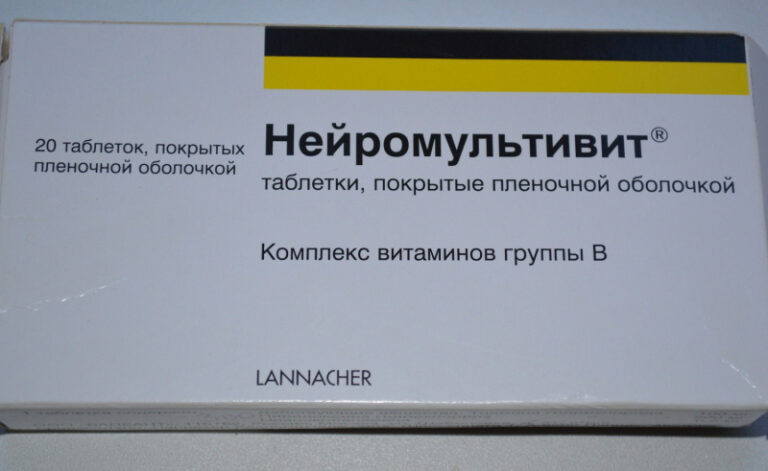 20 таблеток, покрытых
пленочной оболочкой
Нейромультивит®
таблетки, покрытые пленочной оболочкой
Комплекс витаминов группы В
LANNACHER